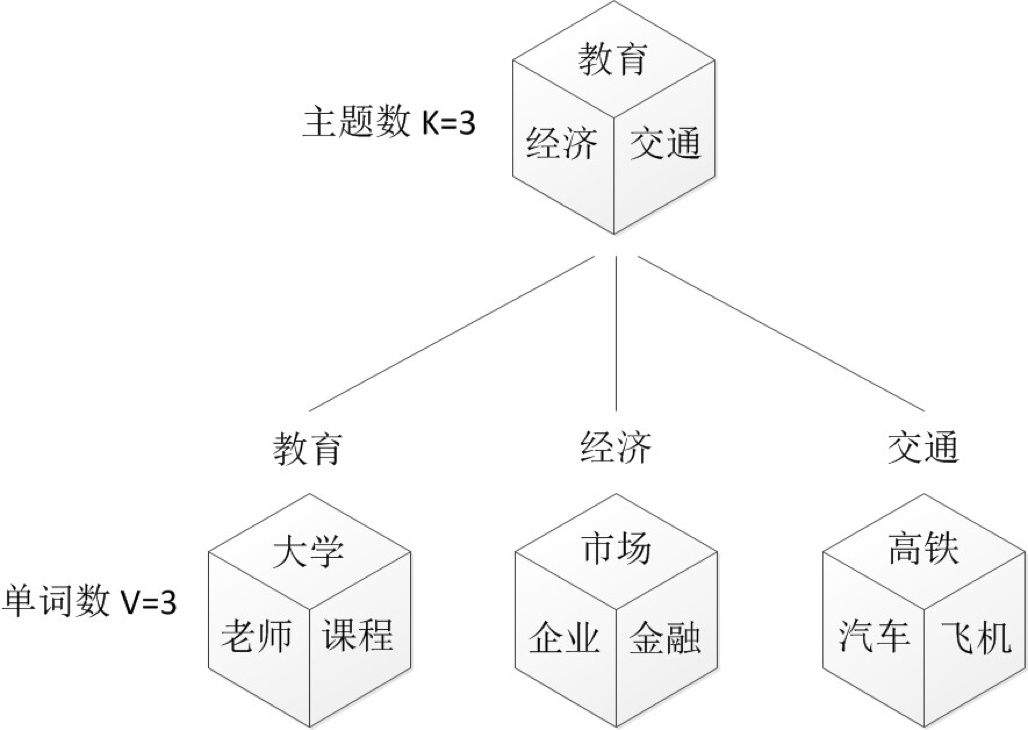 教育
主题数 K=3
经济 交通
教育 经济 交通
大学 市场 高铁
单词数 V=3
老师 课程 企业 金融 汽车 飞机